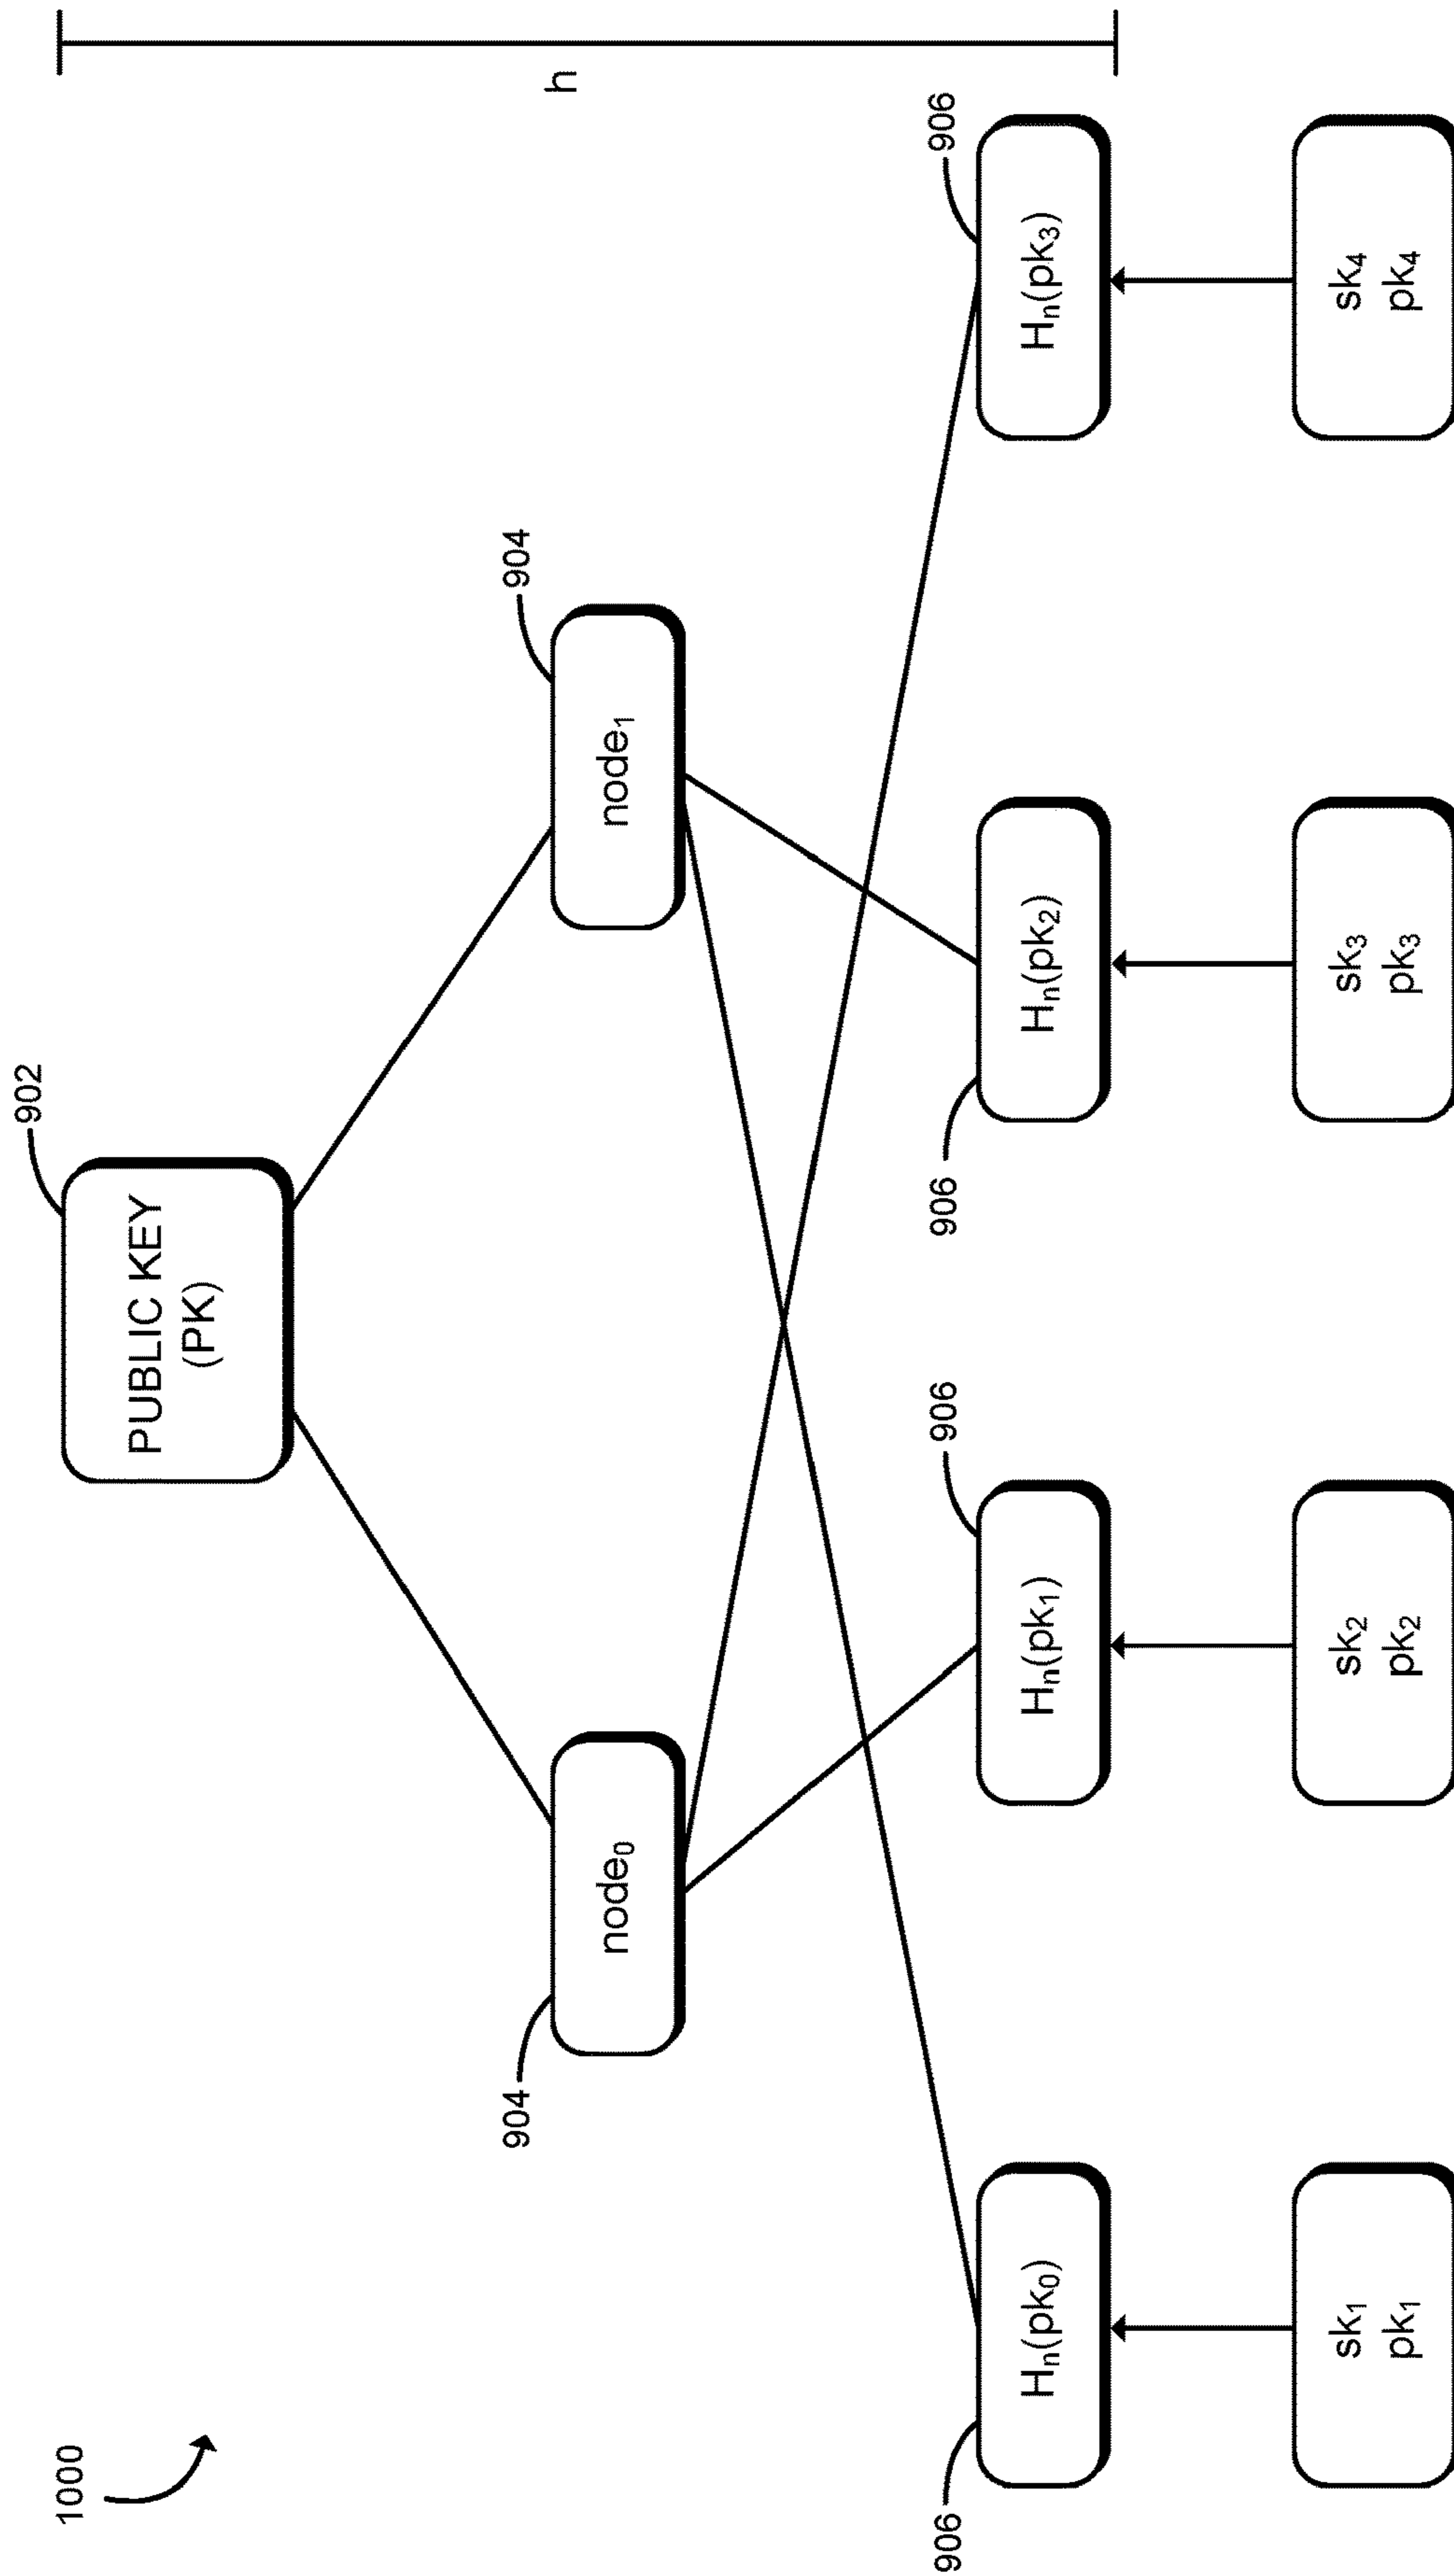 1000
902
PUBLIC KEY
(PK)
h
904
node₀
904
node₁
906
Hₙ(pk₀)
906
Hₙ(pk₁)
906
Hₙ(pk₂)
906
Hₙ(pk₃)
sk₁
pk₁
sk₂
pk₂
sk₃
pk₃
sk₄
pk₄